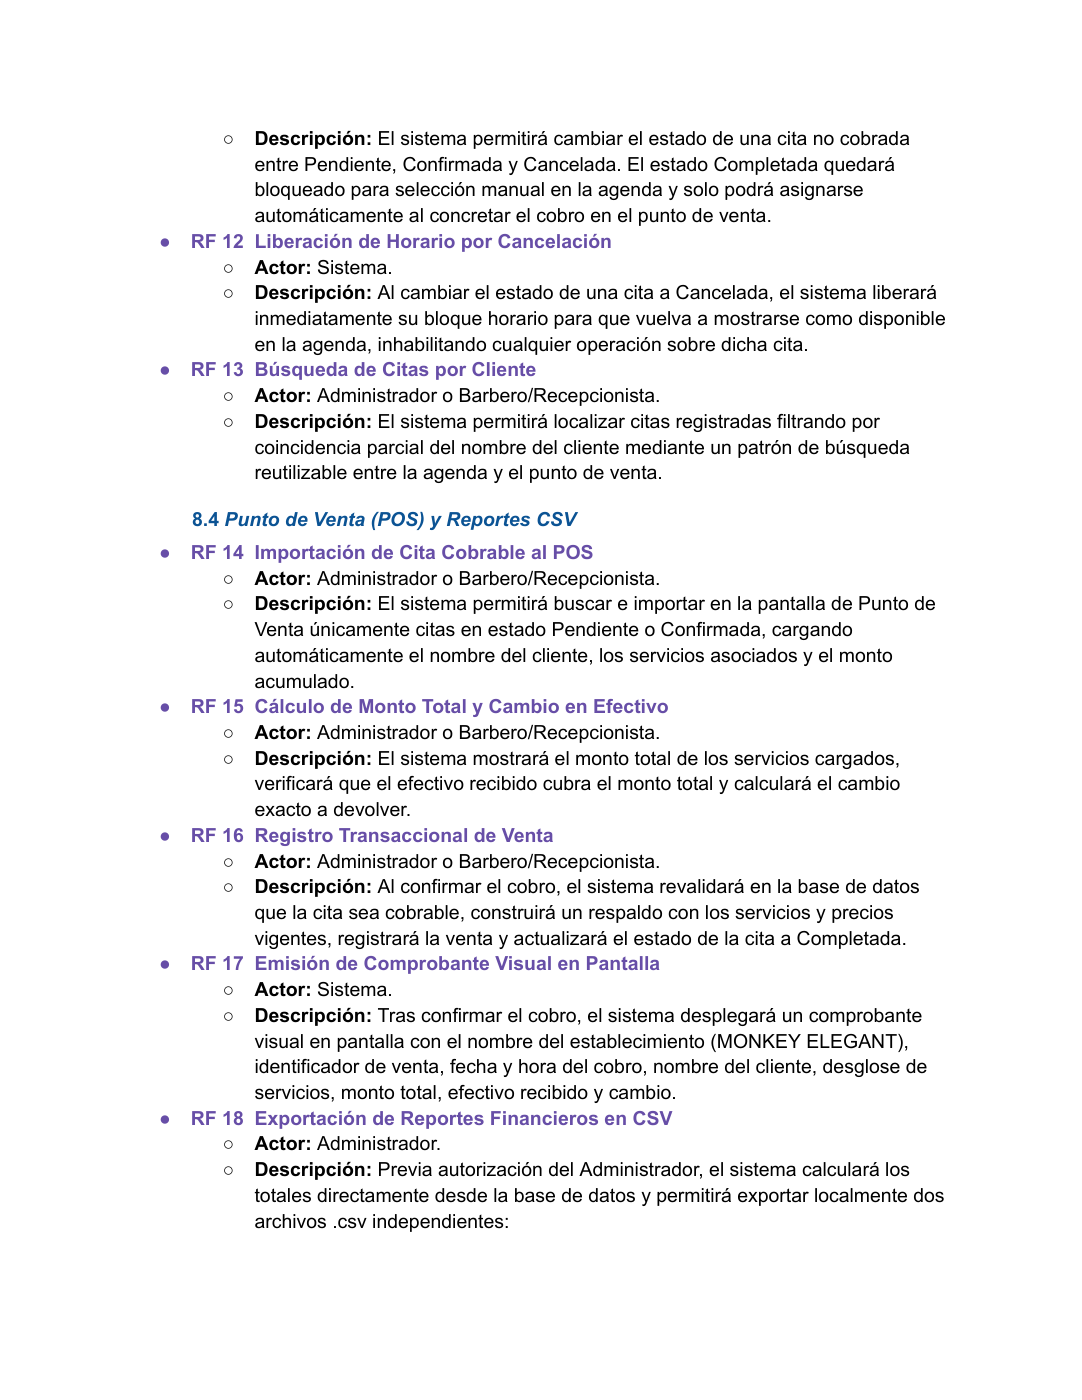 ○ Descripción: El sistema permitirá cambiar el estado de una cita no cobrada
entre Pendiente, Confirmada y Cancelada. El estado Completada quedará
bloqueado para selección manual en la agenda y solo podrá asignarse
automáticamente al concretar el cobro en el punto de venta.
● RF 12 Liberación de Horario por Cancelación
○ Actor: Sistema.
○ Descripción: Al cambiar el estado de una cita a Cancelada, el sistema liberará
inmediatamente su bloque horario para que vuelva a mostrarse como disponible
en la agenda, inhabilitando cualquier operación sobre dicha cita.
● RF 13 Búsqueda de Citas por Cliente
○ Actor: Administrador o Barbero/Recepcionista.
○ Descripción: El sistema permitirá localizar citas registradas filtrando por
coincidencia parcial del nombre del cliente mediante un patrón de búsqueda
reutilizable entre la agenda y el punto de venta.
8.4 Punto de Venta (POS) y Reportes CSV
● RF 14 Importación de Cita Cobrable al POS
○ Actor: Administrador o Barbero/Recepcionista.
○ Descripción: El sistema permitirá buscar e importar en la pantalla de Punto de
Venta únicamente citas en estado Pendiente o Confirmada, cargando
automáticamente el nombre del cliente, los servicios asociados y el monto
acumulado.
● RF 15 Cálculo de Monto Total y Cambio en Efectivo
○ Actor: Administrador o Barbero/Recepcionista.
○ Descripción: El sistema mostrará el monto total de los servicios cargados,
verificará que el efectivo recibido cubra el monto total y calculará el cambio
exacto a devolver.
● RF 16 Registro Transaccional de Venta
○ Actor: Administrador o Barbero/Recepcionista.
○ Descripción: Al confirmar el cobro, el sistema revalidará en la base de datos
que la cita sea cobrable, construirá un respaldo con los servicios y precios
vigentes, registrará la venta y actualizará el estado de la cita a Completada.
● RF 17 Emisión de Comprobante Visual en Pantalla
○ Actor: Sistema.
○ Descripción: Tras confirmar el cobro, el sistema desplegará un comprobante
visual en pantalla con el nombre del establecimiento (MONKEY ELEGANT),
identificador de venta, fecha y hora del cobro, nombre del cliente, desglose de
servicios, monto total, efectivo recibido y cambio.
● RF 18 Exportación de Reportes Financieros en CSV
○ Actor: Administrador.
○ Descripción: Previa autorización del Administrador, el sistema calculará los
totales directamente desde la base de datos y permitirá exportar localmente dos
archivos .csv independientes: